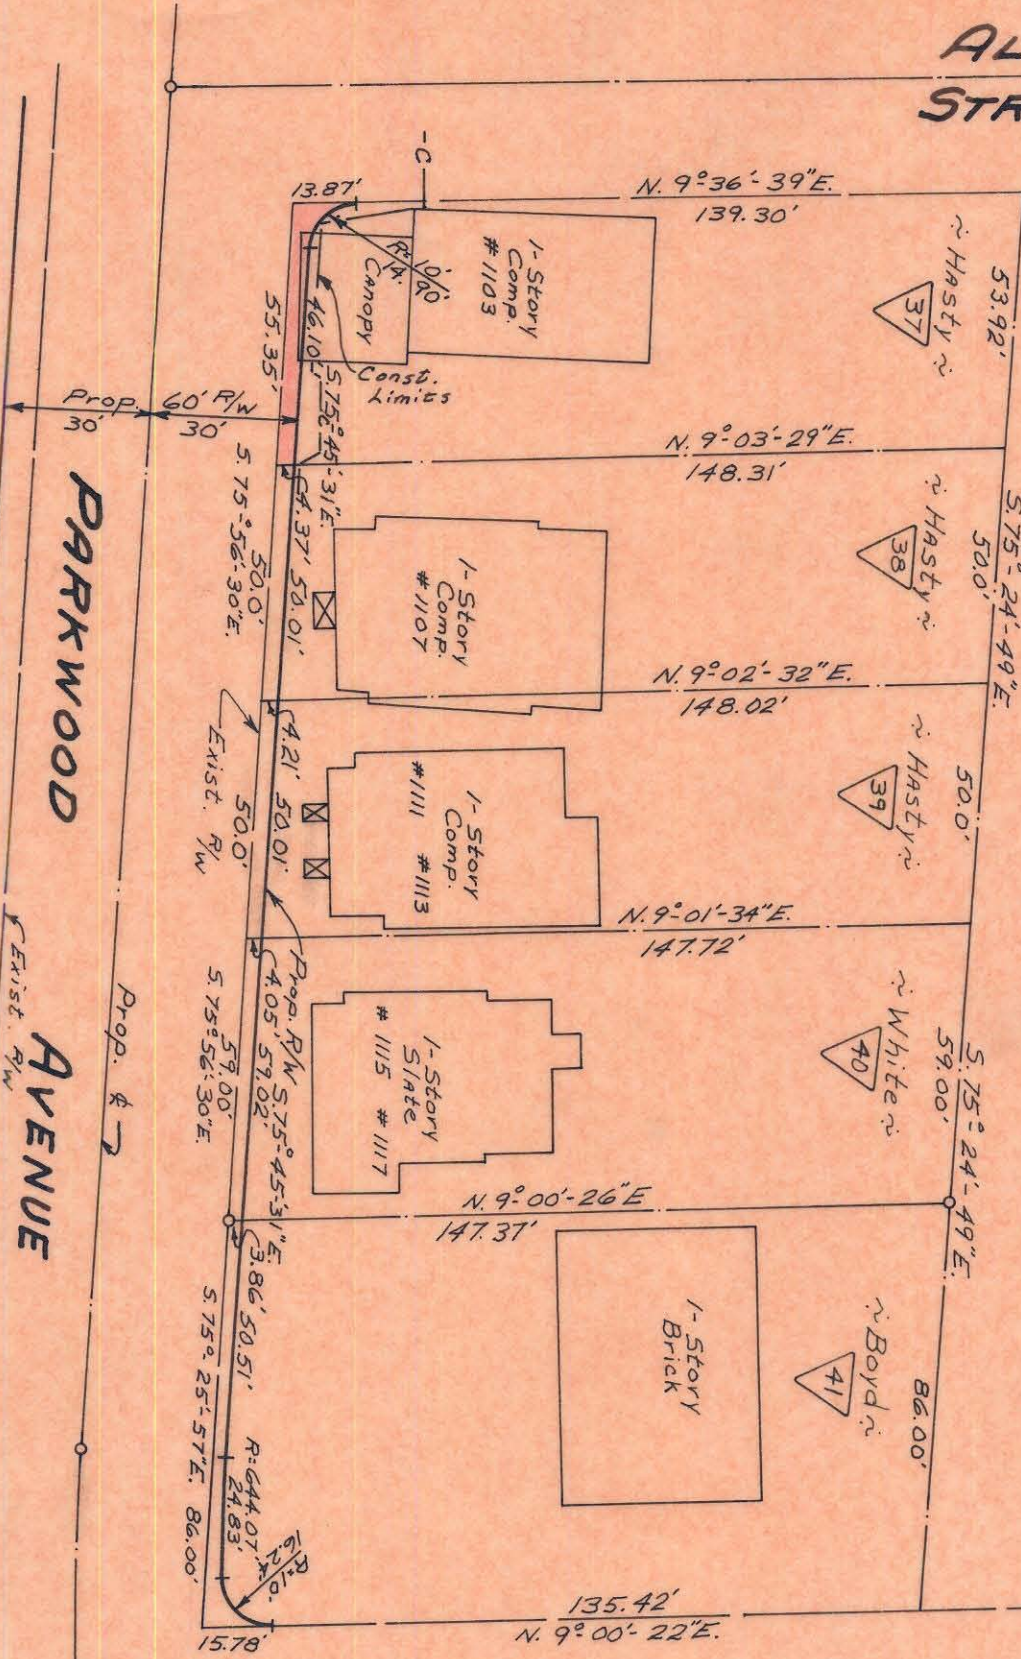 AL
STR
-C
13.87'
N. 9°-36'-39"E.
139.30'
~ Hasty ~
37
53.92'
1-Story
Comp.
#1103
R= 10'
14.90'
CANOPY
Const.
Limits
55.35'
46.10'
S.75°-45'-31"E.
Prop. 60' R/W
30' 30'
N. 9°-03'-29"E.
148.31'
~ Hasty ~
38
S.75°-24'-49"E.
50.0'
1-Story
Comp.
#1107
4.37' 50.01'
50.0'
S.75°-56'-30"E.
N. 9°-02'-32"E.
148.02'
~ Hasty ~
39
50.0'
1-Story
Comp.
#1111 #1113
4.21' 50.01'
50.0'
Exist. R/W
PARKWOOD
AVENUE
N. 9°-01'-34"E.
147.72'
~ White ~
40
S.75°-24'-49"E.
59.00'
1-Story
Slate
#1115 #1117
Prop. R/W S.75°-45'-31"E.
4.05' 59.02'
59.00'
S.75°-56'-30"E.
Prop. ℄
Exist. R/W
N. 9°-00'-26"E
147.37'
~ Boyd ~
41
86.00'
1-Story
Brick
3.86' 50.51'
R=644.07'
24.83'
S.75°-25'-57"E. 86.00'
R=10'
15.78'
135.42'
N. 9°-00'-22"E.